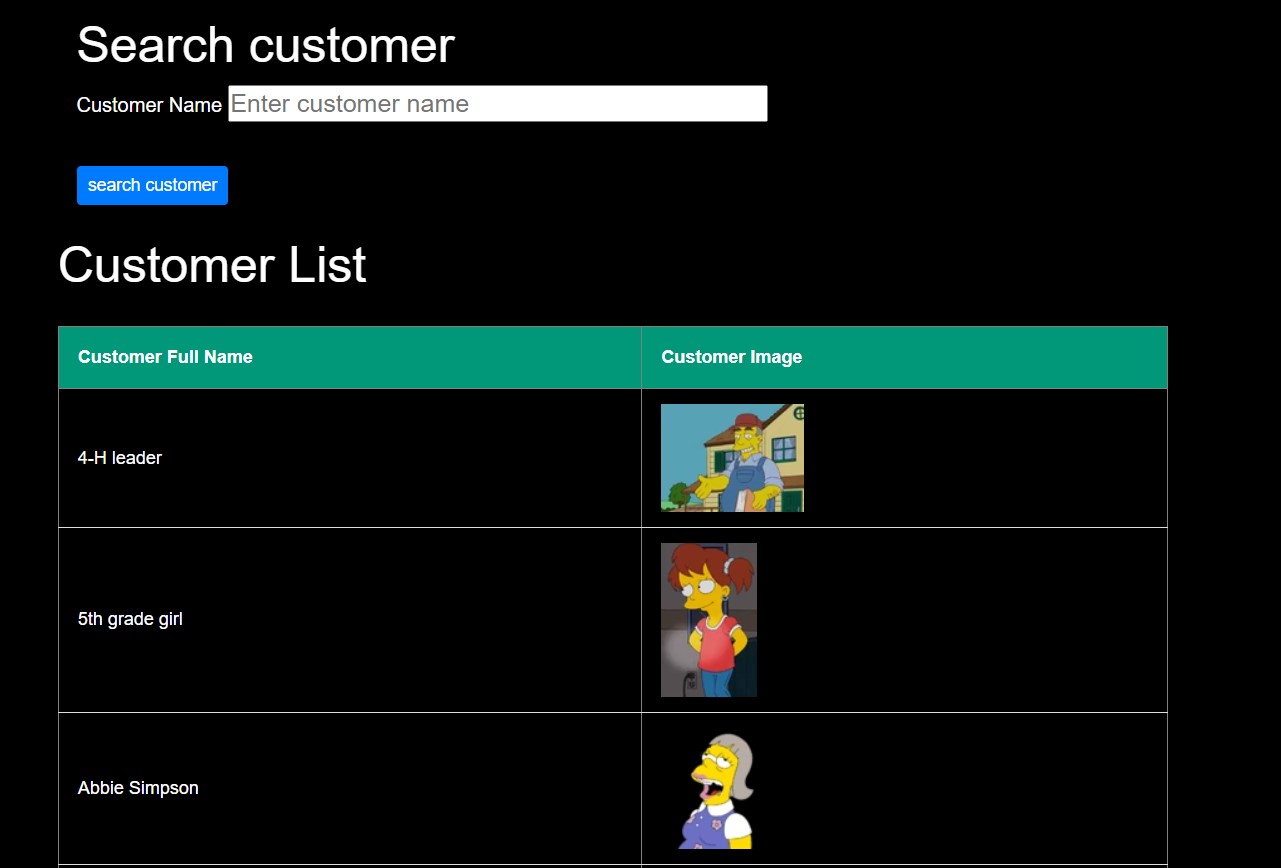 Search customer
Customer Name Enter customer name
search customer
Customer List
Customer Full Name Customer Image
4-H leader
5th grade girl
Abbie Simpson